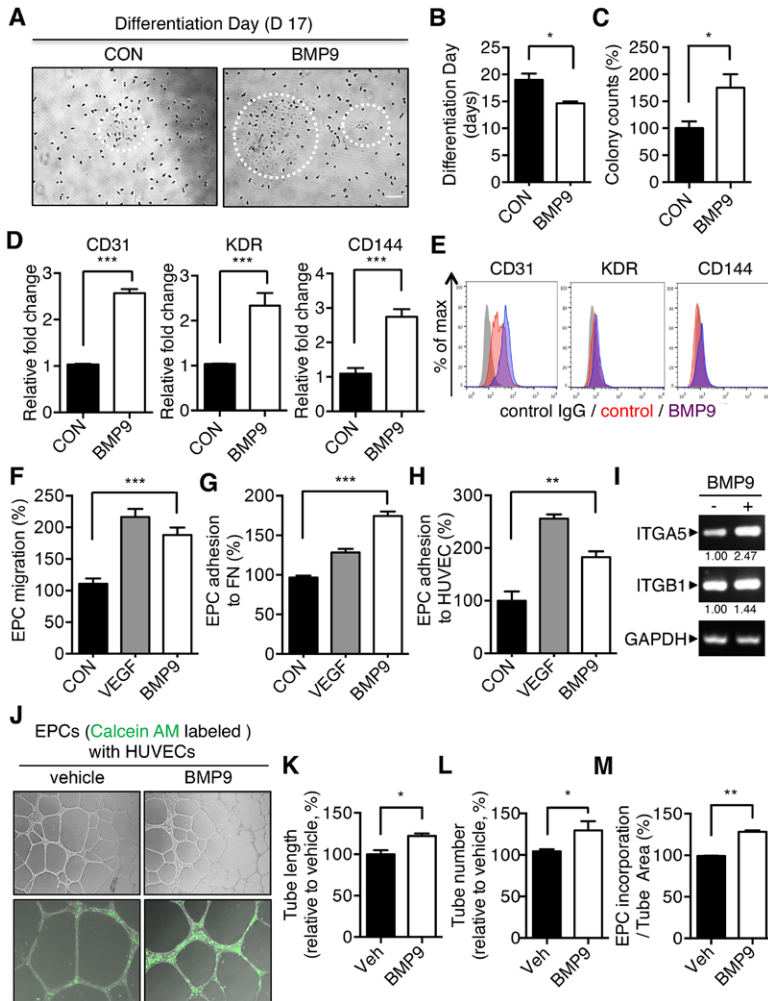 A
Differentiation Day (D 17)
CON
BMP9
B
Differentiation Day
(days)
25
20
15
10
5
0
*
CON
BMP9
C
Colony counts (%)
250
200
150
100
50
0
*
CON
BMP9
D
CD31
Relative fold change
3
2
1
0
***
CON
BMP9
KDR
Relative fold change
3
2
1
0
***
CON
BMP9
CD144
Relative fold change
4
3
2
1
0
***
CON
BMP9
E
CD31
KDR
CD144
% of max
control IgG / control / BMP9
F
EPC migration (%)
250
200
150
100
50
0
***
CON
VEGF
BMP9
G
EPC adhesion
to FN (%)
200
150
100
50
0
***
CON
VEGF
BMP9
H
EPC adhesion
to HUVEC (%)
300
200
100
0
**
CON
VEGF
BMP9
I
BMP9
- +
ITGA5
1.00 2.47
ITGB1
1.00 1.44
GAPDH
J
EPCs (Calcein AM labeled )
with HUVECs
vehicle
BMP9
K
Tube length
(relative to vehicle, %)
150
100
50
0
*
Veh
BMP9
L
Tube number
(relative to vehicle, %)
150
100
50
0
*
Veh
BMP9
M
EPC incorporation
/ Tube Area (%)
150
100
50
0
**
Veh
BMP9